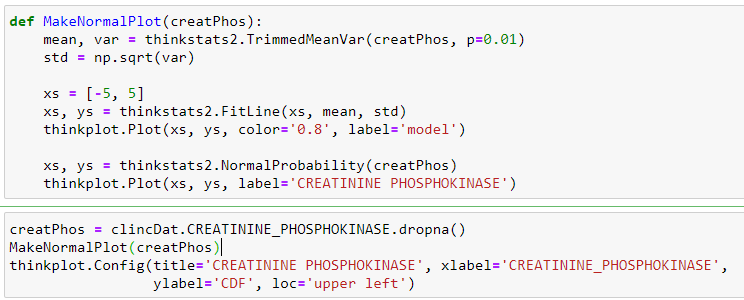 def MakeNormalPlot(creatPhos):
    mean, var = thinkstats2.TrimmedMeanVar(creatPhos, p=0.01)
    std = np.sqrt(var)
    xs = [-5, 5]
    xs, ys = thinkstats2.FitLine(xs, mean, std)
    thinkplot.Plot(xs, ys, color='0.8', label='model')
    xs, ys = thinkstats2.NormalProbability(creatPhos)
    thinkplot.Plot(xs, ys, label='CREATININE PHOSPHOKINASE')
creatPhos = clincDat.CREATININE_PHOSPHOKINASE.dropna()
MakeNormalPlot(creatPhos)
thinkplot.Config(title='CREATININE PHOSPHOKINASE', xlabel='CREATININE_PHOSPHOKINASE',
                 ylabel='CDF', loc='upper left')